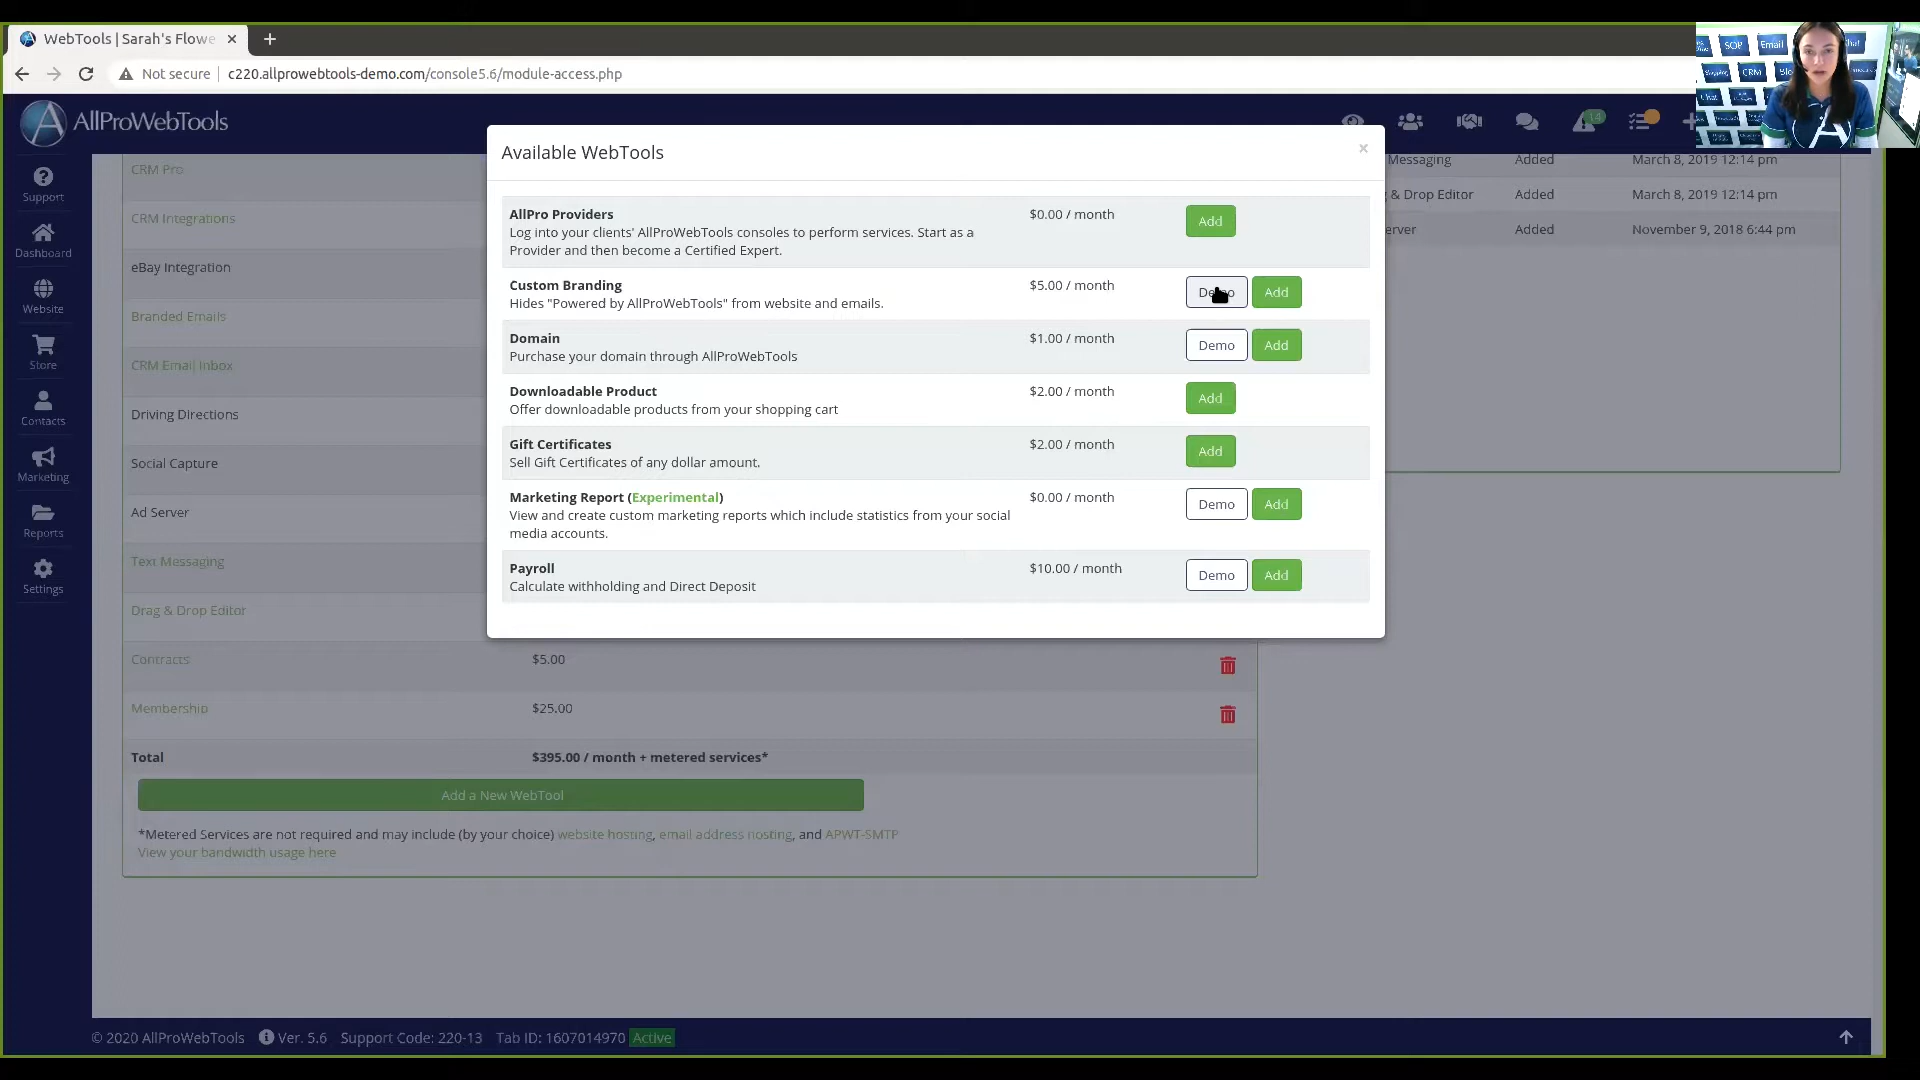 WebTools | Sarah's Flowe
Not secure
c220.allprowebtools-demo.com/console5.6/module-access.php
SOP
Email
CRM
Chat
AllProWebTools
14
Available WebTools
Support
Dashboard
Website
Store
Contacts
Marketing
Reports
Settings
CRM Pro
CRM Integrations
eBay Integration
Branded Emails
CRM Email Inbox
Driving Directions
Social Capture
Ad Server
Text Messaging
Drag & Drop Editor
Contracts $5.00
Membership $25.00
Total $395.00 / month + metered services*
Add a New WebTool
*Metered Services are not required and may include (by your choice) website hosting, email address hosting, and APWT-SMTP
View your bandwidth usage here
AllPro Providers $0.00 / month Add
Log into your clients' AllProWebTools consoles to perform services. Start as a
Provider and then become a Certified Expert.
Custom Branding $5.00 / month Demo Add
Hides "Powered by AllProWebTools" from website and emails.
Domain $1.00 / month Demo Add
Purchase your domain through AllProWebTools
Downloadable Product $2.00 / month Add
Offer downloadable products from your shopping cart
Gift Certificates $2.00 / month Add
Sell Gift Certificates of any dollar amount.
Marketing Report (Experimental) $0.00 / month Demo Add
View and create custom marketing reports which include statistics from your social
media accounts.
Payroll $10.00 / month Demo Add
Calculate withholding and Direct Deposit
Messaging Added March 8, 2019 12:14 pm
& Drop Editor Added March 8, 2019 12:14 pm
erver Added November 9, 2018 6:44 pm
© 2020 AllProWebTools Ver. 5.6 Support Code: 220-13 Tab ID: 1607014970 Active